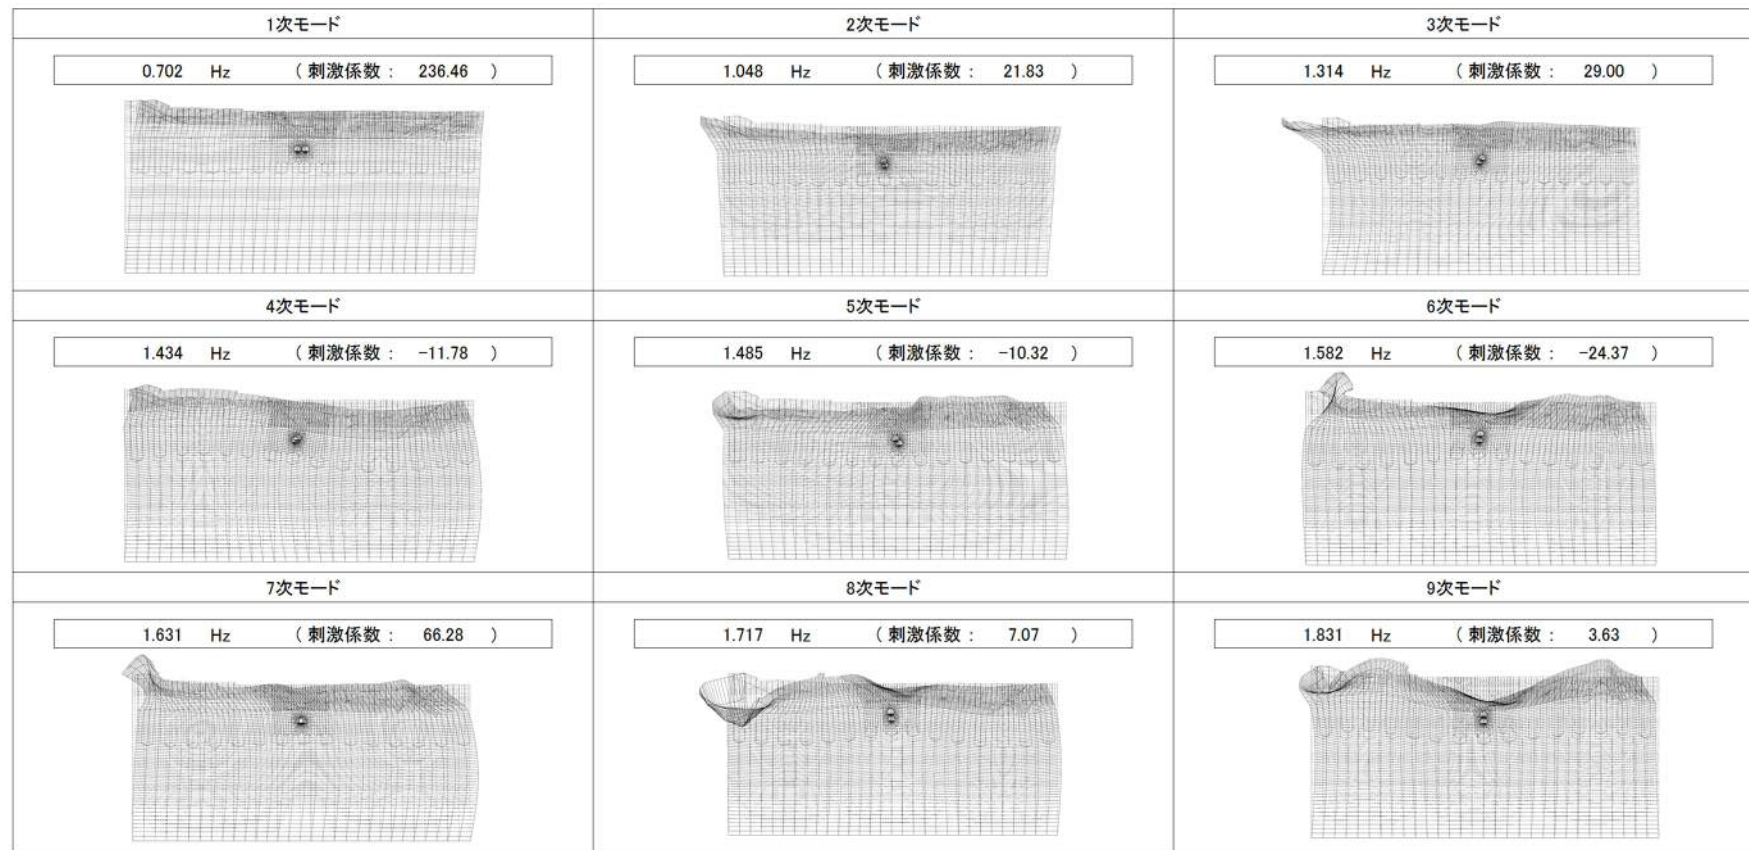 1次モード 2次モード 3次モード
0.702 Hz ( 刺激係数 : 236.46 ) 1.048 Hz ( 刺激係数 : 21.83 ) 1.314 Hz ( 刺激係数 : 29.00 )
4次モード 5次モード 6次モード
1.434 Hz ( 刺激係数 : -11.78 ) 1.485 Hz ( 刺激係数 : -10.32 ) 1.582 Hz ( 刺激係数 : -24.37 )
7次モード 8次モード 9次モード
1.631 Hz ( 刺激係数 : 66.28 ) 1.717 Hz ( 刺激係数 : 7.07 ) 1.831 Hz ( 刺激係数 : 3.63 )